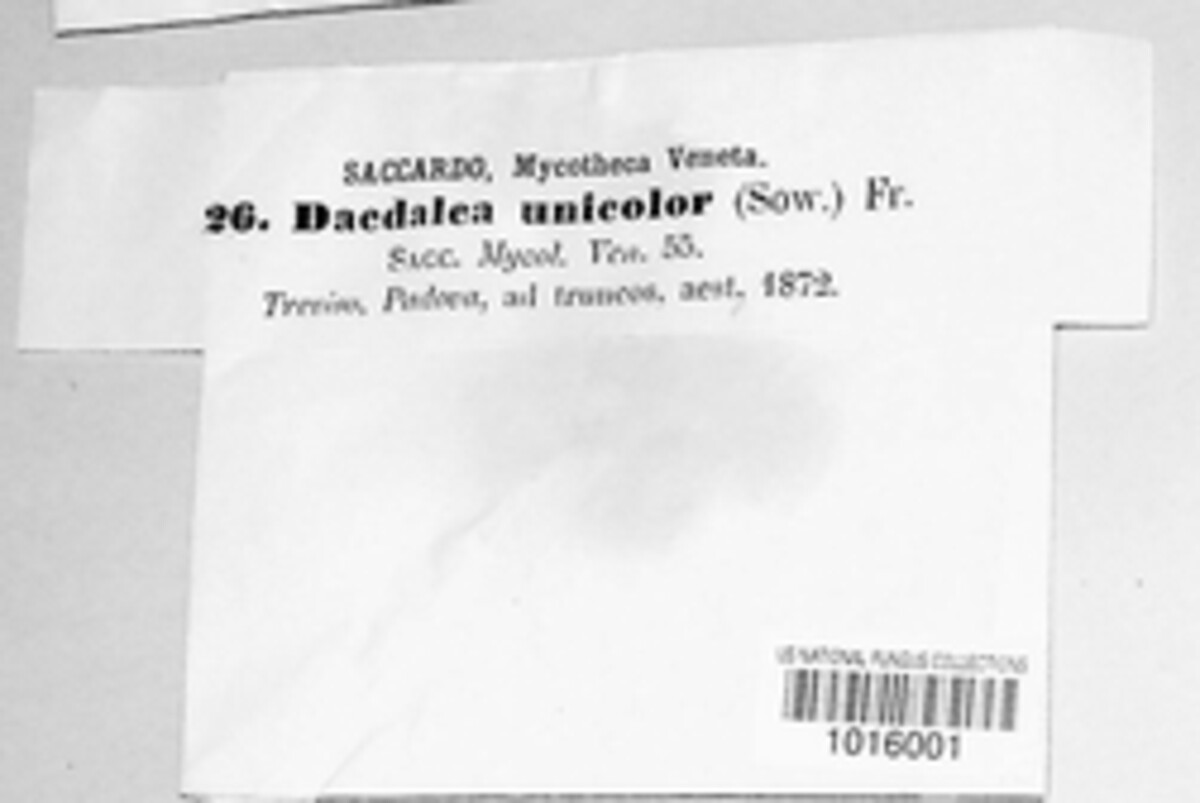 SACCARDO, Mycotheca Veneta.
26. Daedalea unicolor (Sow.) Fr.
SACC. Mycol. Ven. 55.
Treviso, Padova, ad truncos, aest, 1872.
US NATIONAL FUNGUS COLLECTIONS
1016001